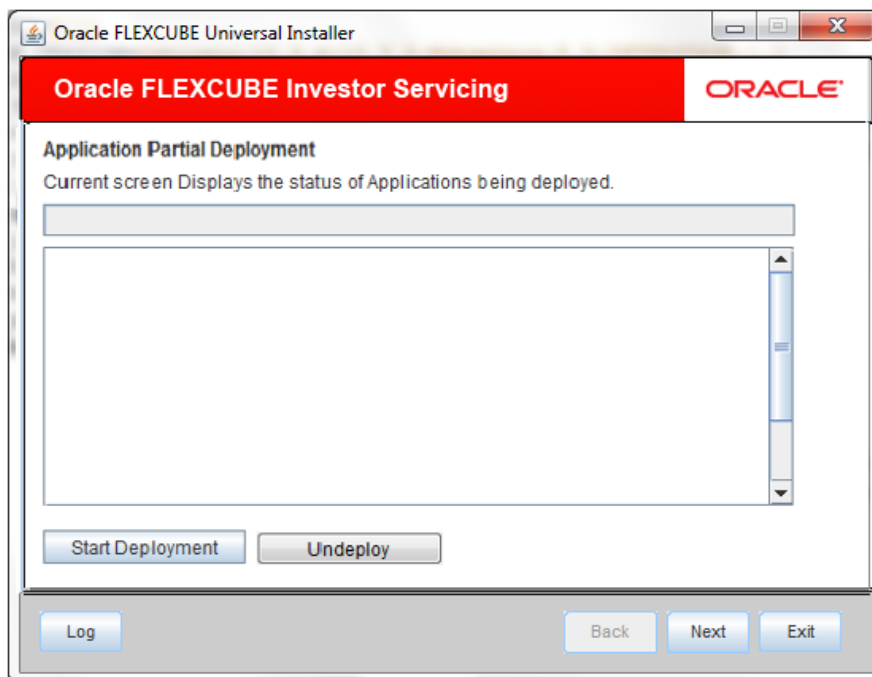 Oracle FLEXCUBE Universal Installer
Oracle FLEXCUBE Investor Servicing
ORACLE
Application Partial Deployment
Current screen Displays the status of Applications being deployed.
Start Deployment Undeploy
Log Back Next Exit